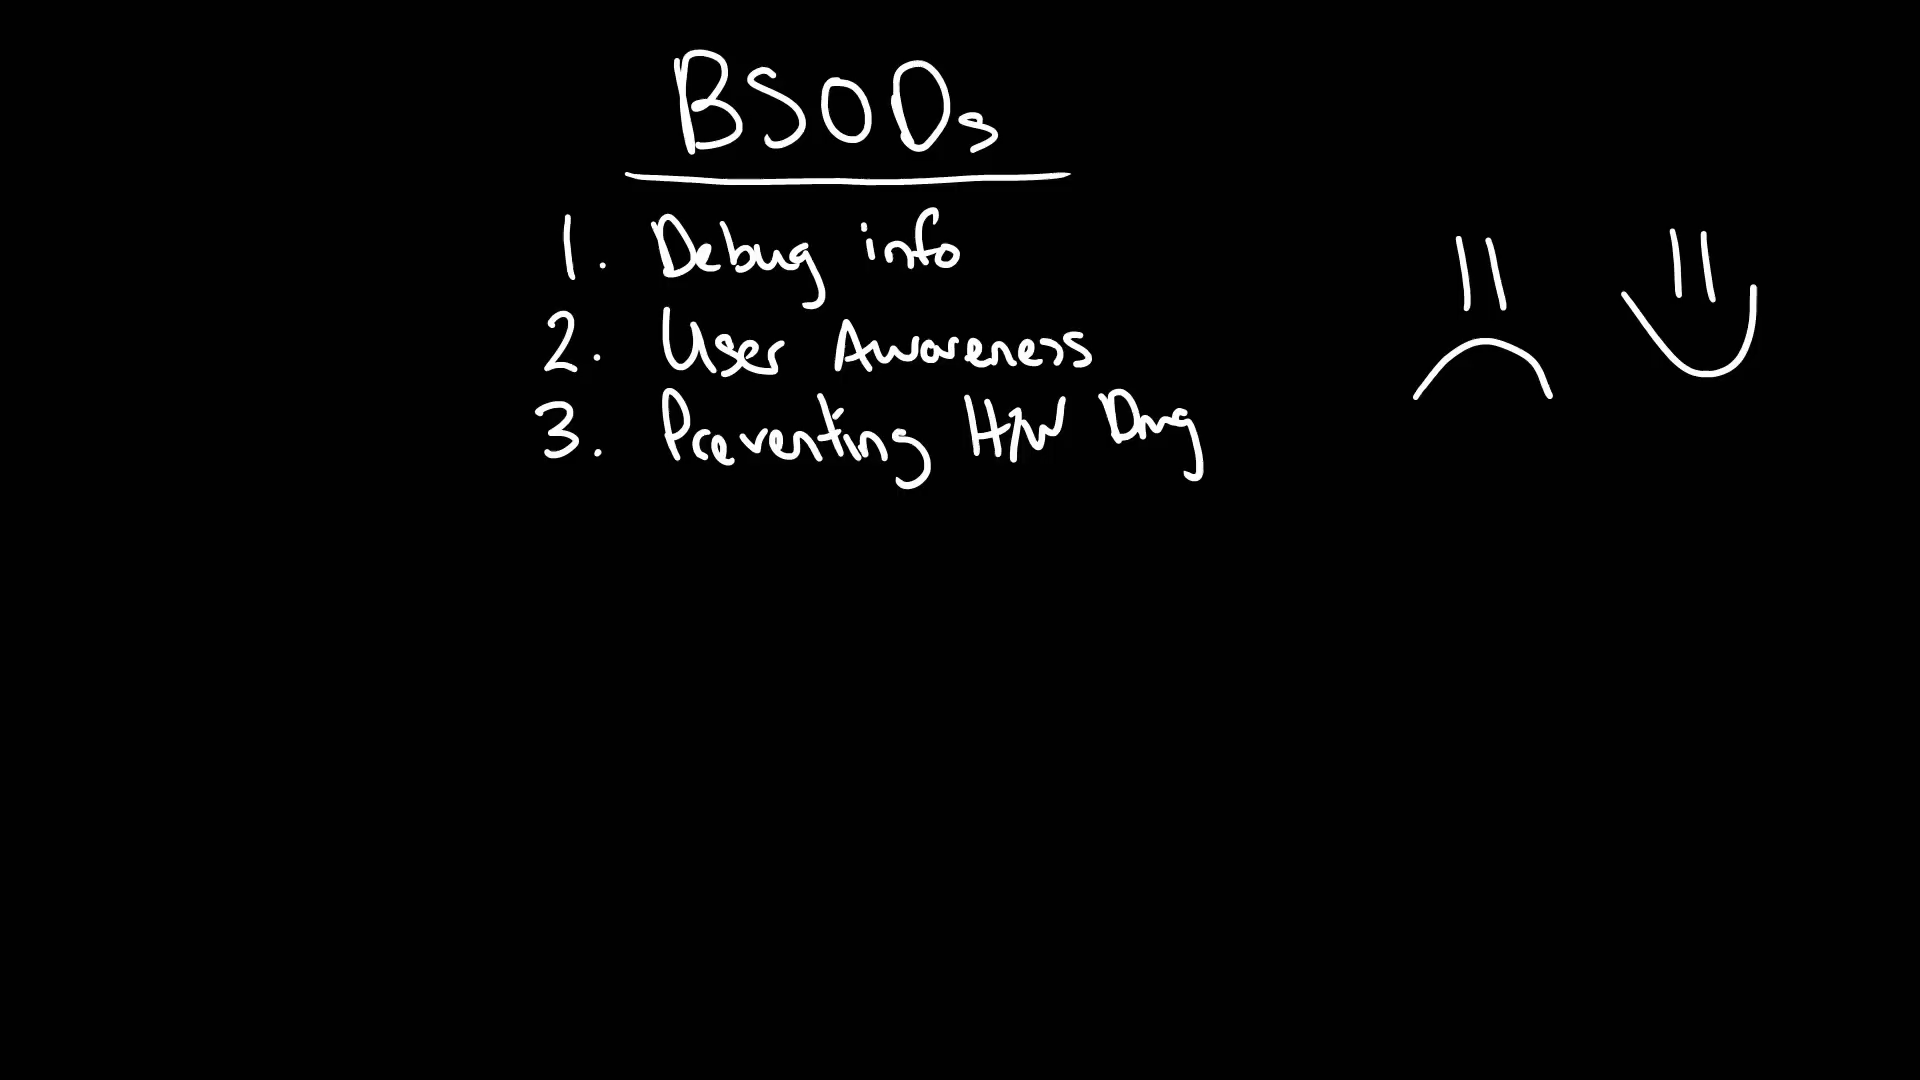 BSODs
1. Debug info
2. User Awareness
3. Preventing H/W Dmg